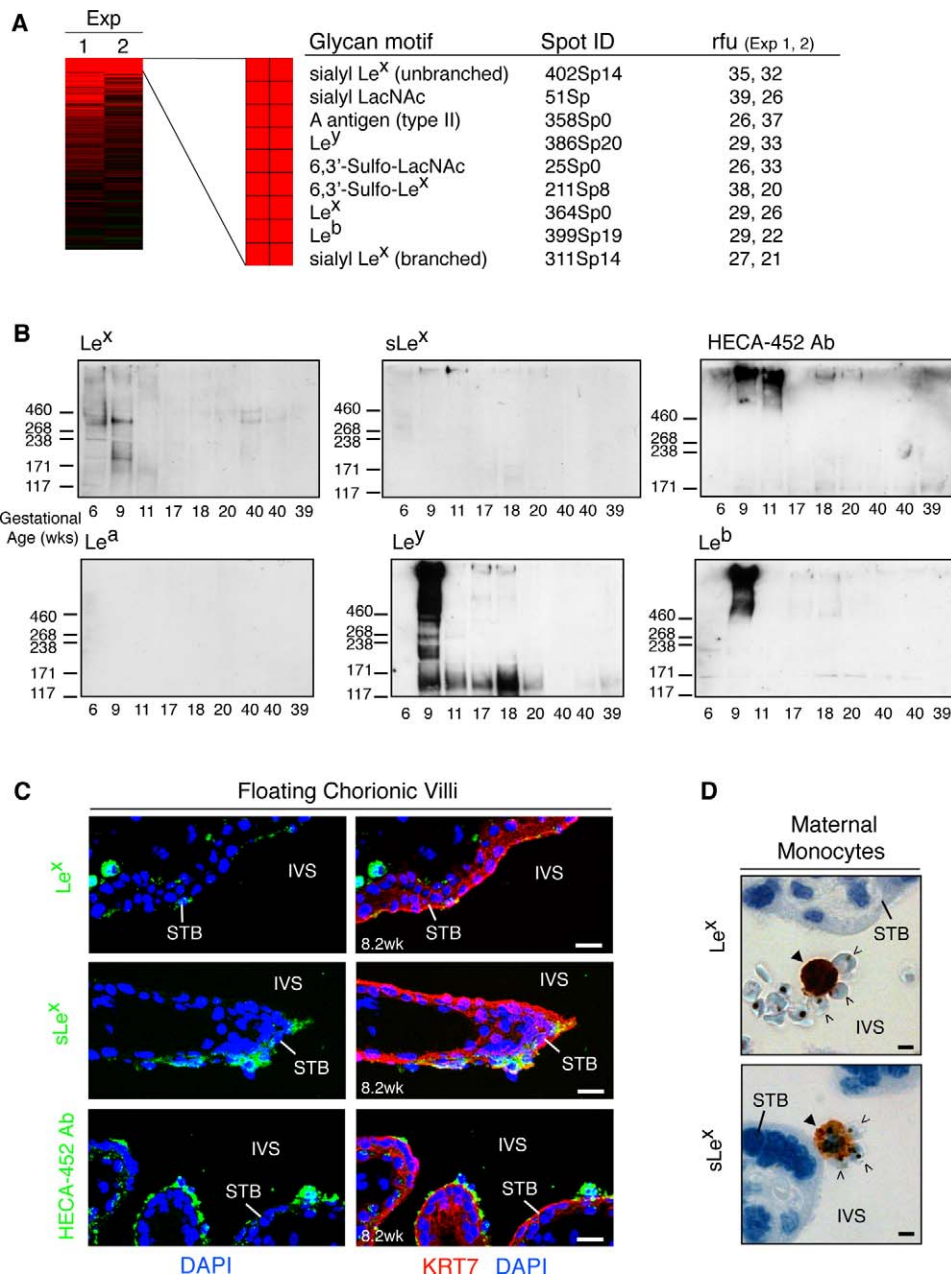 A
Exp
1 2
Glycan motif Spot ID rfu (Exp 1, 2)
sialyl Leˣ (unbranched) 402Sp14 35, 32
sialyl LacNAc 51Sp 39, 26
A antigen (type II) 358Sp0 26, 37
Leʸ 386Sp20 29, 33
6,3'-Sulfo-LacNAc 25Sp0 26, 33
6,3'-Sulfo-Leˣ 211Sp8 38, 20
Leˣ 364Sp0 29, 26
Leᵇ 399Sp19 29, 22
sialyl Leˣ (branched) 311Sp14 27, 21
B
Leˣ
460
268
238
171
117
6 9 11 17 18 20 40 40 39
Gestational
Age (wks)
sLeˣ
460
268
238
171
117
6 9 11 17 18 20 40 40 39
HECA-452 Ab
460
268
238
171
6 9 11 17 18 20 40 40 39
Leᵃ
460
268
238
171
117
6 9 11 17 18 20 40 40 39
Leʸ
460
268
238
171
117
6 9 11 17 18 20 40 40 39
Leᵇ
460
268
238
171
117
6 9 11 17 18 20 40 40 39
C
Floating Chorionic Villi
Leˣ
IVS
STB
IVS
STB
8.2wk
sLeˣ
IVS
STB
IVS
STB
8.2wk
HECA-452 Ab
IVS
STB
IVS
STB
8.2wk
DAPI
KRT7 DAPI
D
Maternal
Monocytes
Leˣ
STB
IVS
sLeˣ
STB
IVS